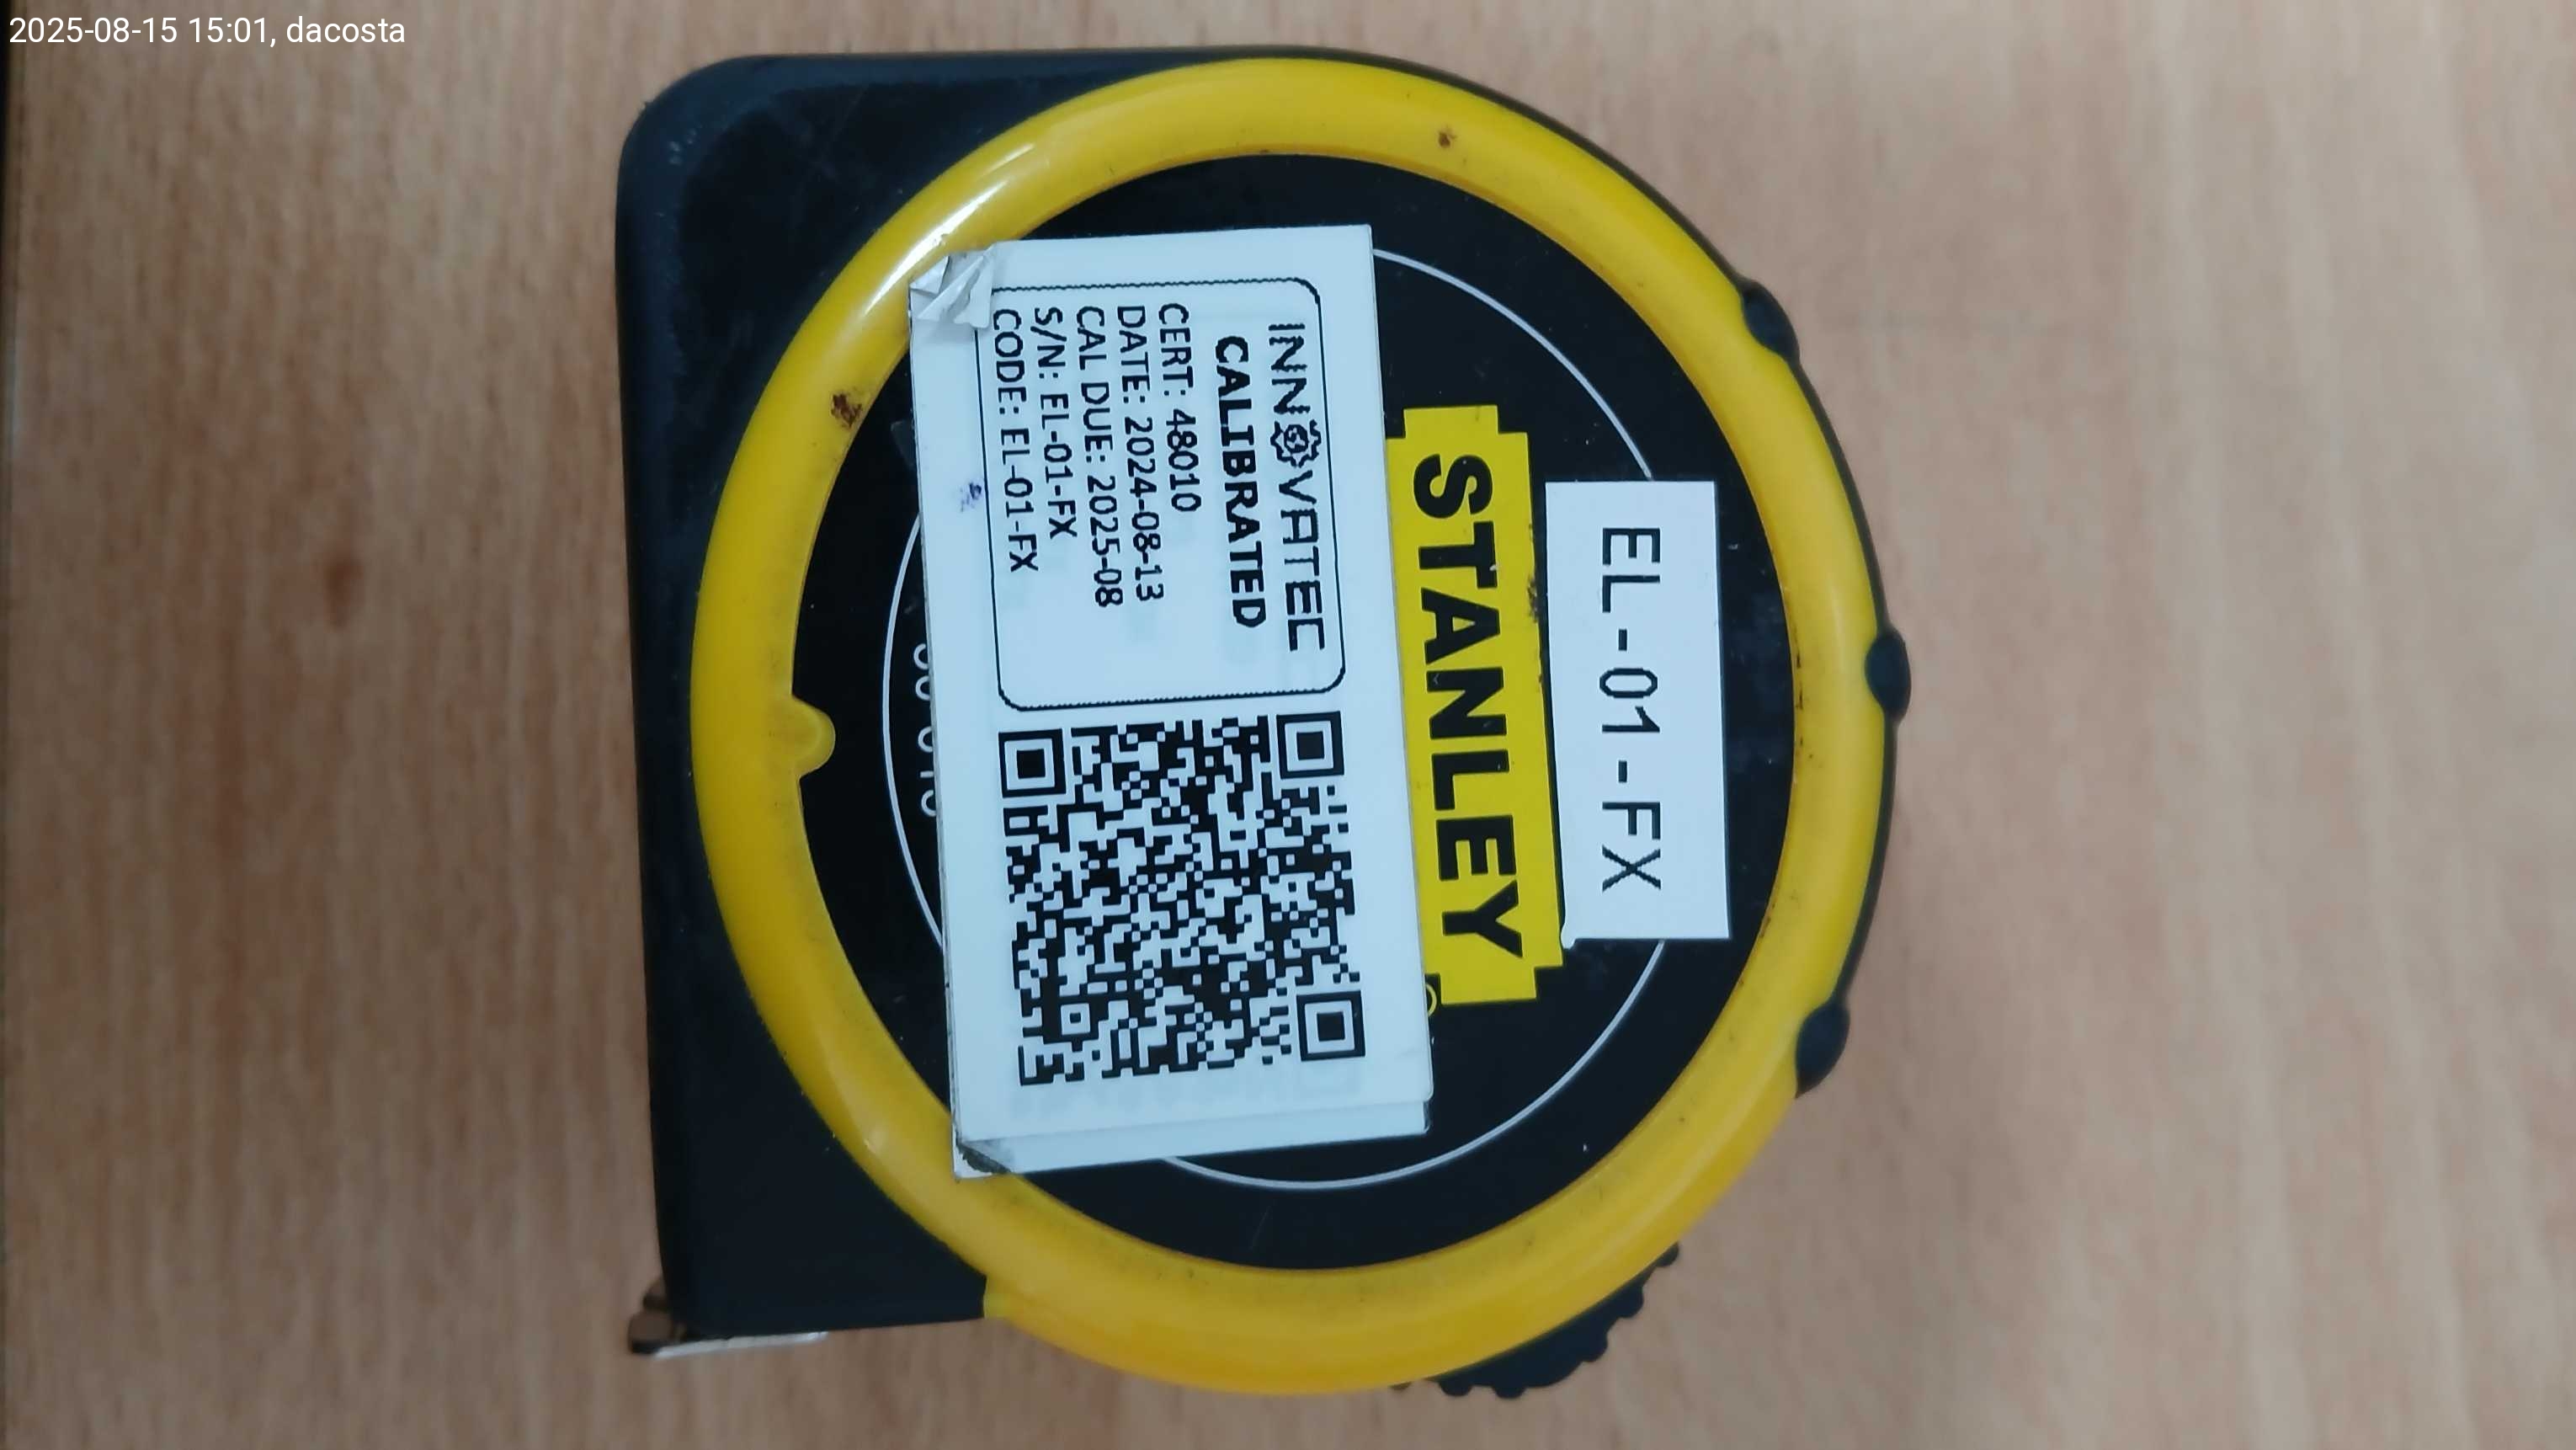 2025-08-15 15:01, dacosta
EL-01-FX
STANLEY
INNOVATEC
CALIBRATED
CERT: 48010
DATE: 2024-08-13
CAL DUE: 2025-08
S/N: EL-01-FX
CODE: EL-01-FX